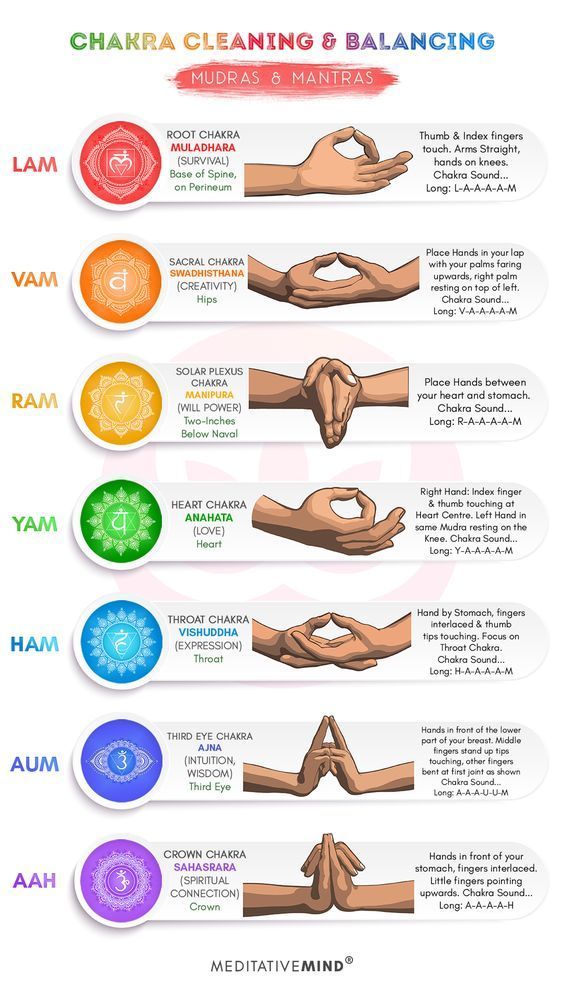 CHAKRA CLEANING & BALANCING
MUDRAS & MANTRAS
LAM
ROOT CHAKRA
MULADHARA
(SURVIVAL)
Base of Spine,
on Perineum
Thumb & Index fingers
touch. Arms Straight,
hands on knees.
Chakra Sound...
Long: L-A-A-A-A-M
VAM
SACRAL CHAKRA
SWADHISTHANA
(CREATIVITY)
Hips
Place Hands in your lap
with your palms faring
upwards, right palm
resting on top of left.
Chakra Sound...
Long: V-A-A-A-A-M
RAM
SOLAR PLEXUS
CHAKRA
MANIPURA
(WILL POWER)
Two-Inches
Below Naval
Place Hands between
your heart and stomach.
Chakra Sound...
Long: R-A-A-A-A-M
YAM
HEART CHAKRA
ANAHATA
(LOVE)
Heart
Right Hand: Index finger
& thumb touching at
Heart Centre. Left Hand in
same Mudra resting on the
Knee. Chakra Sound...
Long: Y-A-A-A-A-M
HAM
THROAT CHAKRA
VISHUDDHA
(EXPRESSION)
Throat
Hand by Stomach, fingers
interlaced & thumb
tips touching. Focus on
Throat Chakra.
Chakra Sound...
Long: H-A-A-A-A-M
AUM
THIRD EYE CHAKRA
AJNA
(INTUITION,
WISDOM)
Third Eye
Hands in front of the lower
part of your breast. Middle
fingers stand up tips
touching, other fingers
bent at first joint as shown
Chakra Sound...
Long: A-A-A-U-U-M
AAH
CROWN CHAKRA
SAHASRARA
(SPIRITUAL
CONNECTION)
Crown
Hands in front of your
stomach, fingers interlaced.
Little fingers pointing
upwards. Chakra Sound...
Long: A-A-A-A-H
MEDITATIVEMIND®